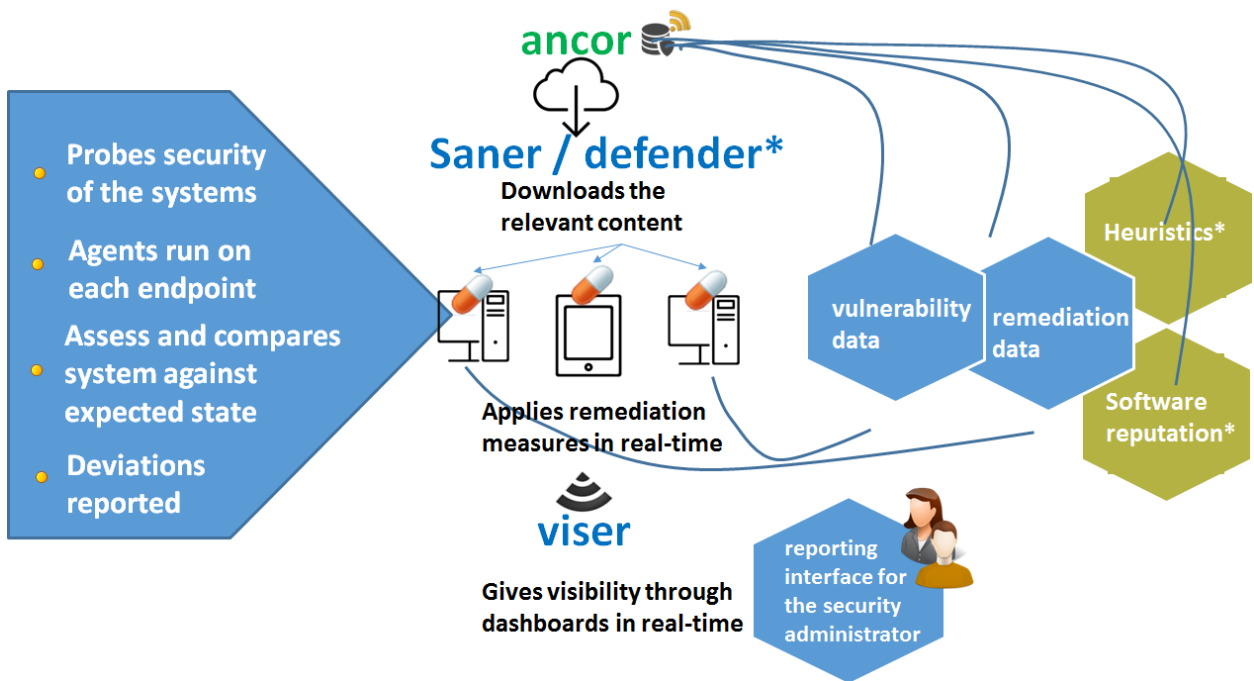 ancor
Saner / defender*
Downloads the
relevant content
Probes security
of the systems
Agents run on
each endpoint
Assess and compares
system against
expected state
Deviations
reported
Applies remediation
measures in real-time
viser
Gives visibility through
dashboards in real-time
vulnerability
data
remediation
data
Heuristics*
Software
reputation*
reporting
interface for
the security
administrator